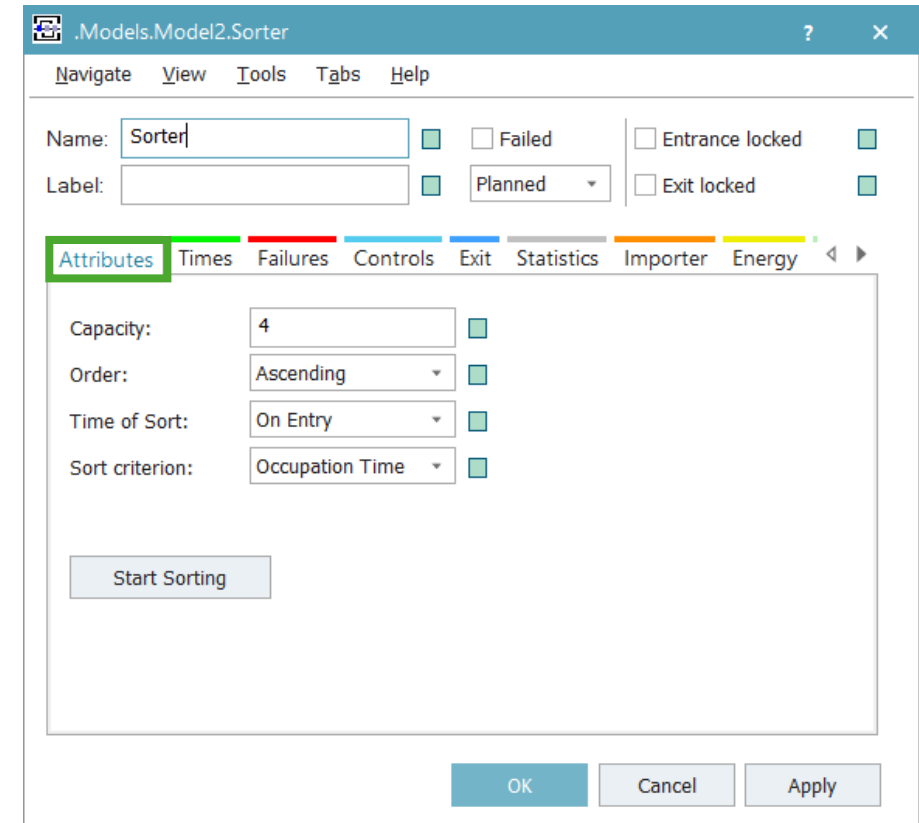 .Models.Model2.Sorter ? ×
Navigate View Tools Tabs Help
Name: Sorter Failed Entrance locked
Label: Planned Exit locked
Attributes Times Failures Controls Exit Statistics Importer Energy
Capacity: 4
Order: Ascending
Time of Sort: On Entry
Sort criterion: Occupation Time
Start Sorting
OK Cancel Apply